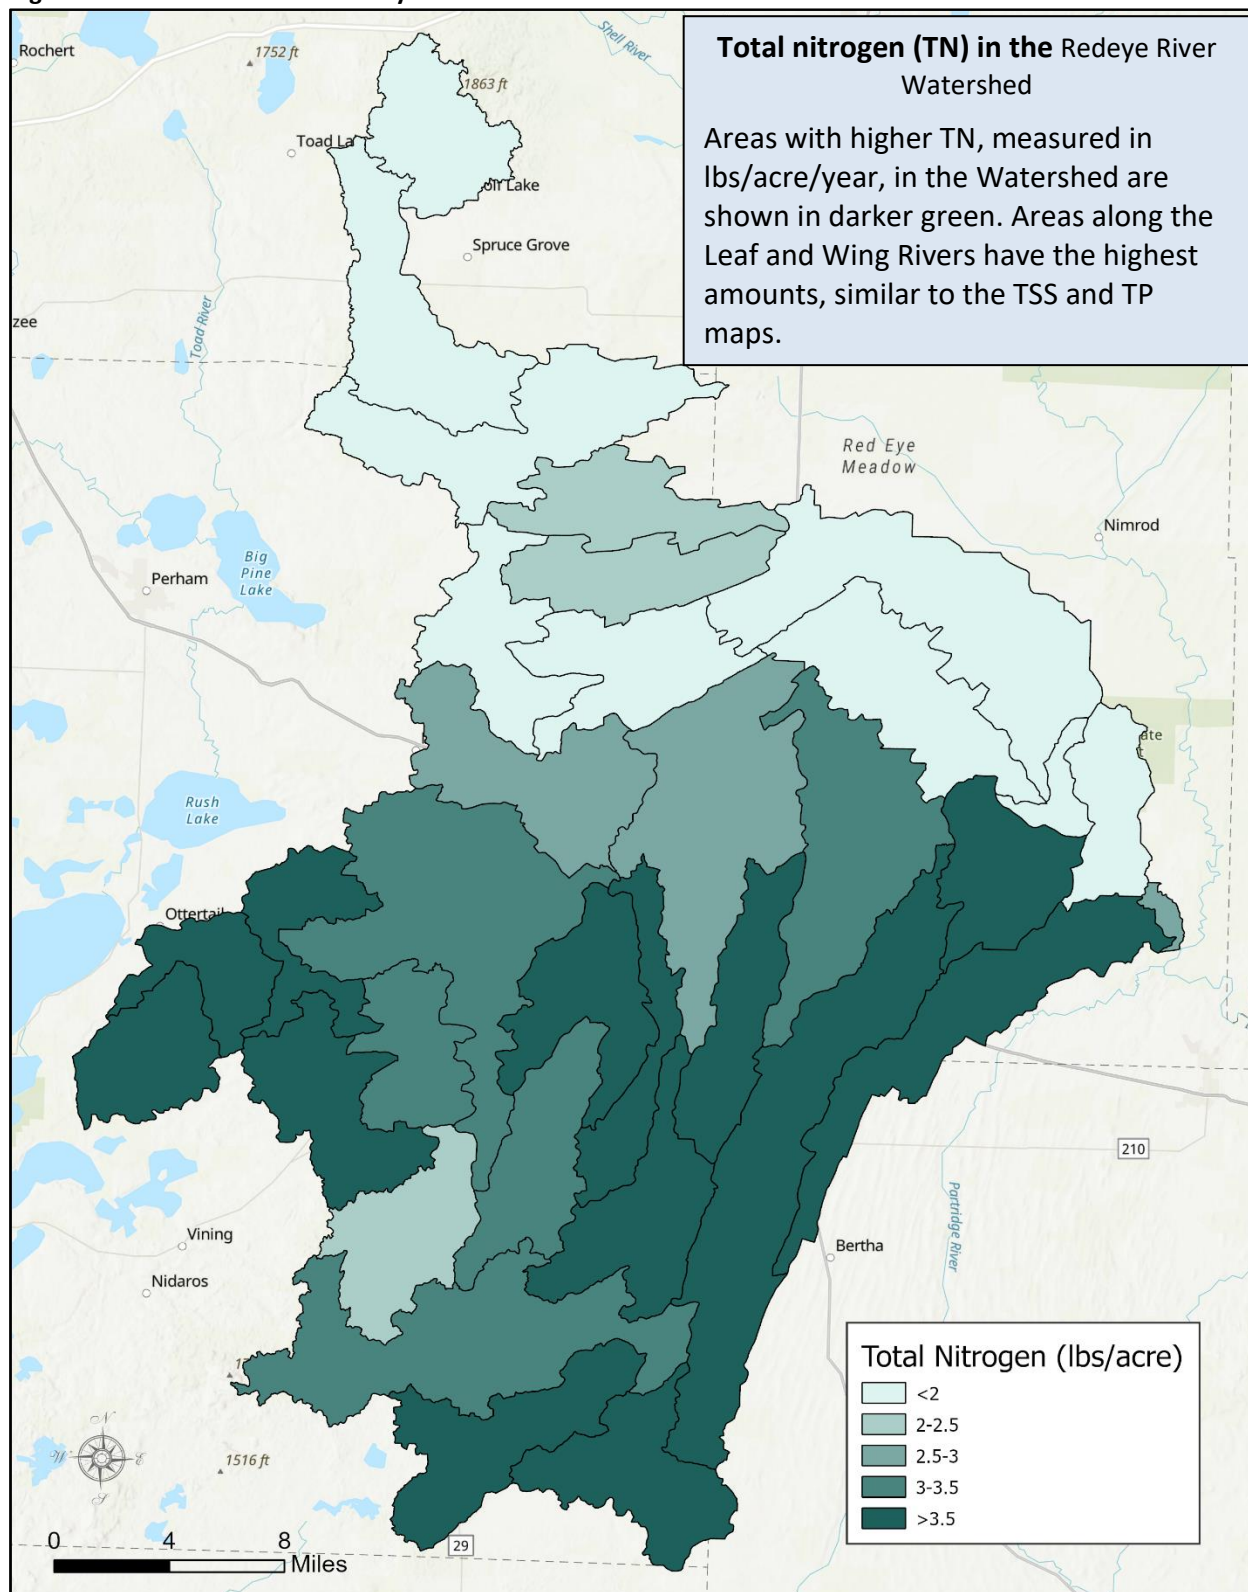 Rochert
1752 ft
Shell River
1863 ft
Total nitrogen (TN) in the Redeye River
Watershed
Areas with higher TN, measured in
lbs/acre/year, in the Watershed are
shown in darker green. Areas along the
Leaf and Wing Rivers have the highest
amounts, similar to the TSS and TP
maps.
Toad La
Lake
Spruce Grove
zee
Toad River
Red Eye
Meadow
Nimrod
Big
Pine
Lake
Perham
ate
Rush
Lake
Ottertail
210
Partridge River
Vining
Bertha
Nidaros
Total Nitrogen (lbs/acre)
<2
2-2.5
2.5-3
3-3.5
>3.5
N
W E
S
1516 ft
29
0 4 8
Miles